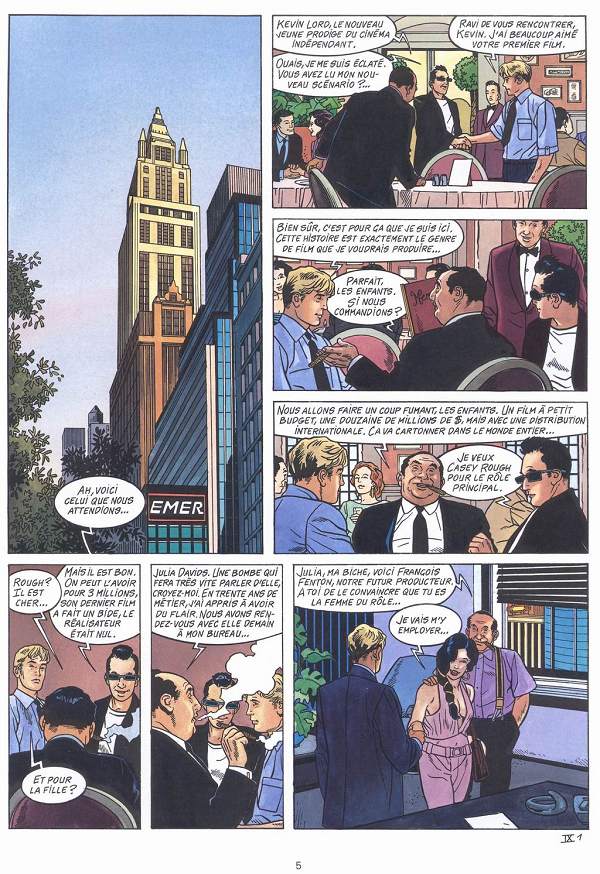 Ah, voici
celui que nous
attendions...
EMER
Kevin Lord, le nouveau
jeune prodige du cinéma
indépendant.
Ravi de vous rencontrer,
Kevin. J'ai beaucoup aimé
votre premier film.
Ouais, je me suis éclaté.
Vous avez lu mon nou-
veau scénario ?...
Bien sûr, c'est pour ça que je suis ici.
Cette histoire est exactement le genre
de film que je voudrais produire...
Parfait,
les enfants.
Si nous
commandions ?
Nous allons faire un coup fumant, les enfants. Un film à petit
budget, une douzaine de millions de $, mais avec une distribution
internationale. Ça va cartonner dans le monde entier...
Je veux
Casey Rough
pour le rôle
principal.
Rough ?
Il est
cher...
Mais il est bon.
On peut l'avoir
pour 3 millions,
son dernier film
a fait un bide, le
réalisateur
était nul.
Et pour
la fille ?
Julia Davids. Une bombe qui
fera très vite parler d'elle,
croyez-moi. En trente ans de
métier, j'ai appris à avoir
du flair. Nous avons ren-
dez-vous avec elle demain
à mon bureau...
Julia, ma biche, voici François
Fenton, notre futur producteur.
À toi de le convaincre que tu es
la femme du rôle...
Je vais m'y
employer...
IX 1
5